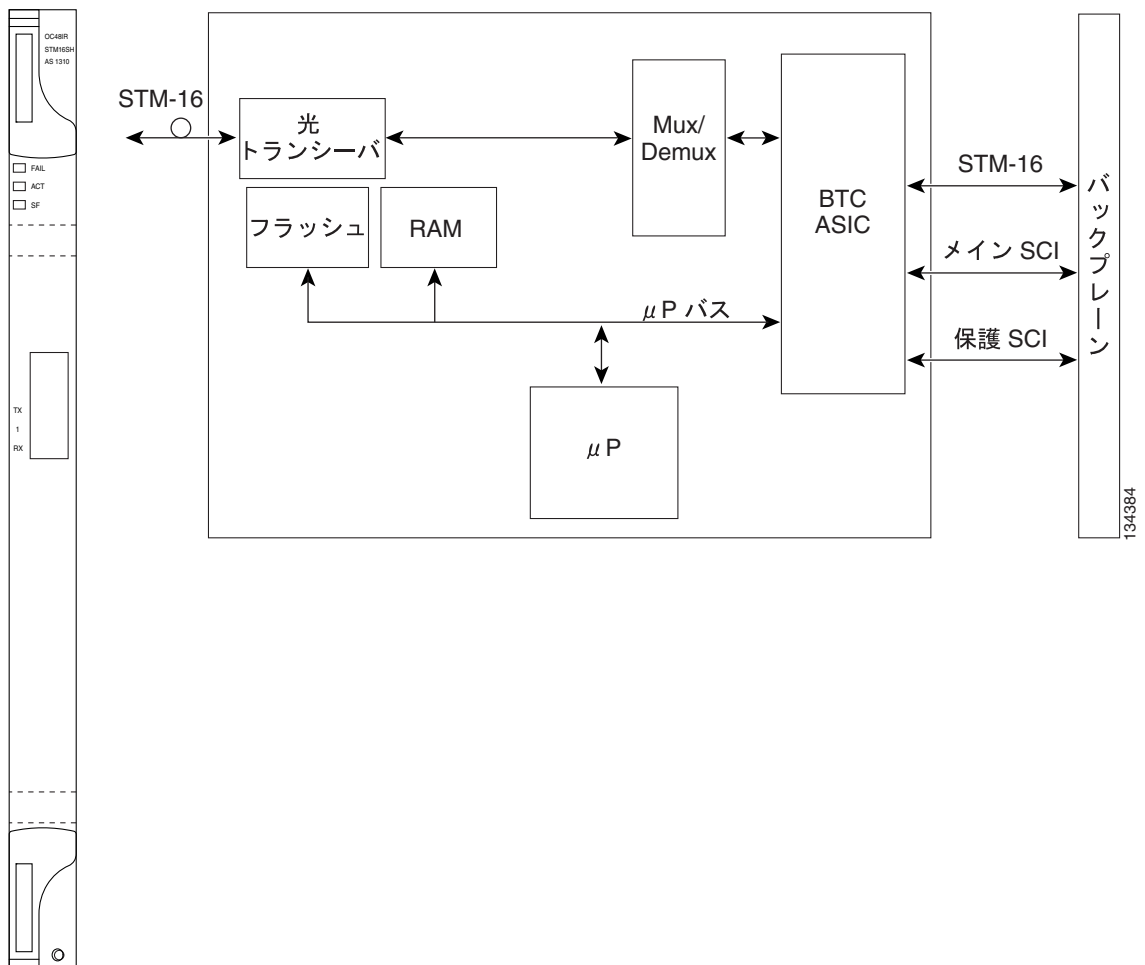 OC48IR
STM16SH
AS 1310
FAIL
ACT
SF
TX
1
RX
STM-16
光
トランシーバ
Mux/
Demux
フラッシュ
RAM
BTC
ASIC
μP バス
μP
STM-16
メイン SCI
保護 SCI
バックプレーン
134384